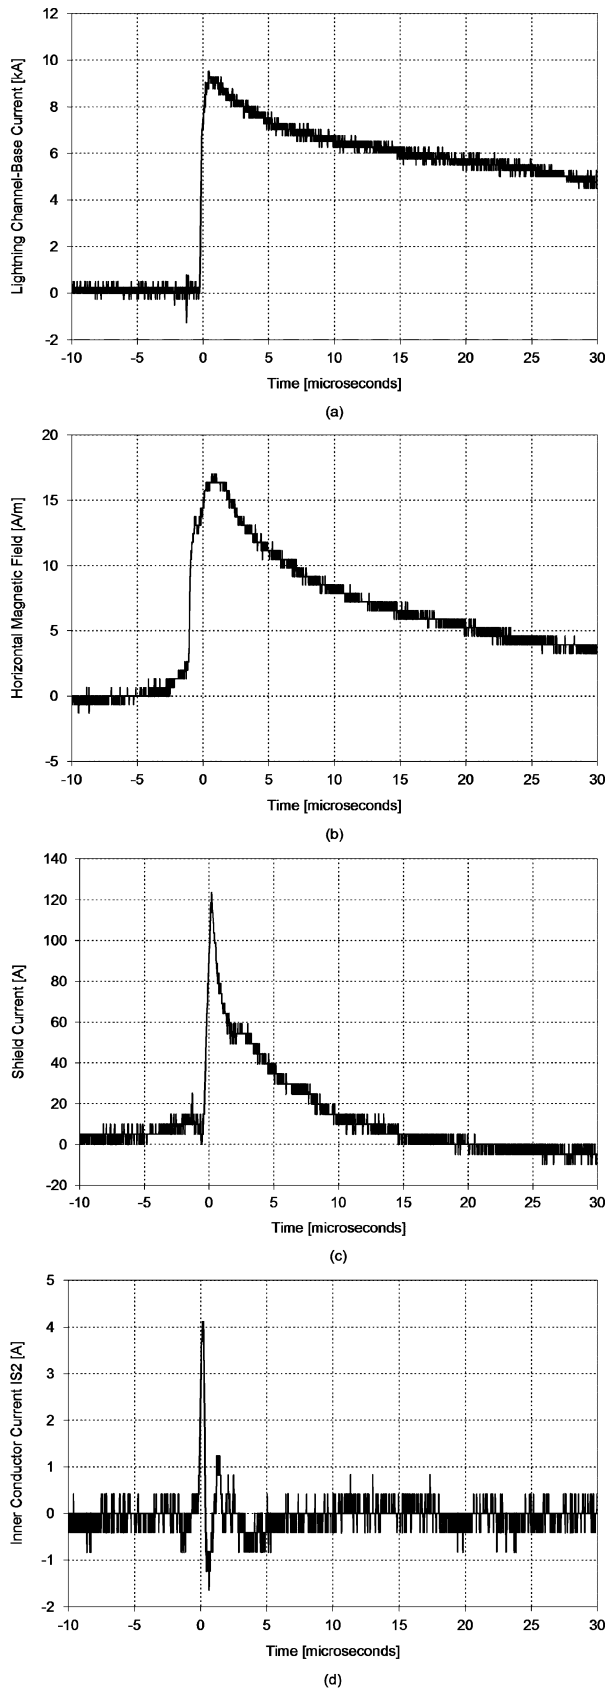 12
10
8
6
4
2
0
-2
Lightning Channel-Base Current [kA]
-10 -5 0 5 10 15 20 25 30
Time [microseconds]
(a)
20
15
10
5
0
-5
Horizontal Magnetic Field [A/m]
-10 -5 0 5 10 15 20 25 30
Time [microseconds]
(b)
140
120
100
80
60
40
20
0
-20
Shield Current [A]
-10 -5 0 5 10 15 20 25 30
Time [microseconds]
(c)
5
4
3
2
1
0
-1
-2
Inner Conductor Current IS2 [A]
-10 -5 0 5 10 15 20 25 30
Time [microseconds]
(d)